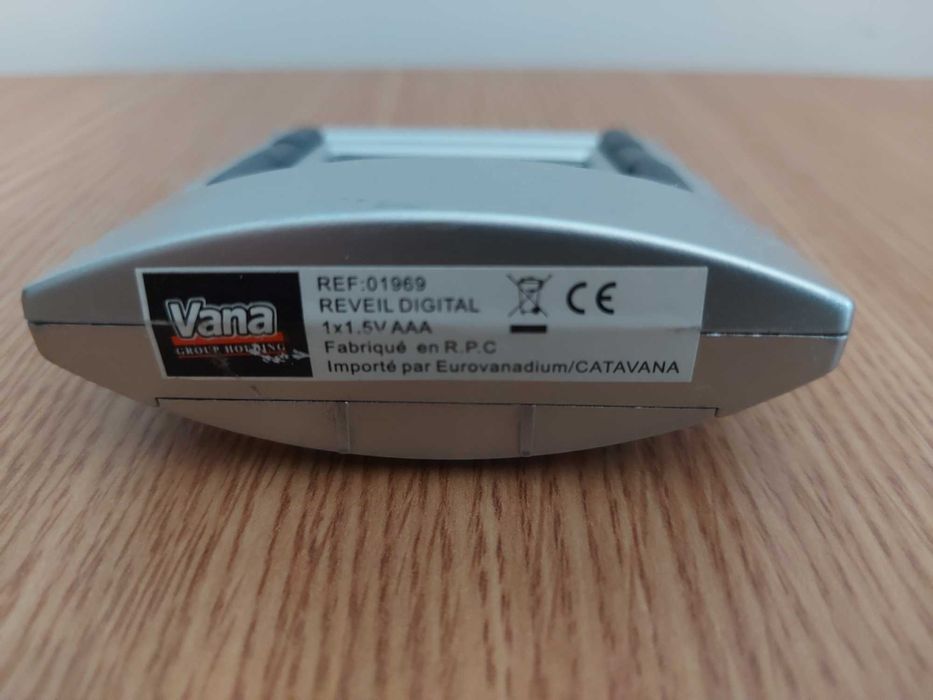 Vana
GROUP HOLDING
REF:01969
REVEIL DIGITAL
1x1.5V AAA
Fabriqué en R.P.C
Importé par Eurovanadium/CATAVANA
CE